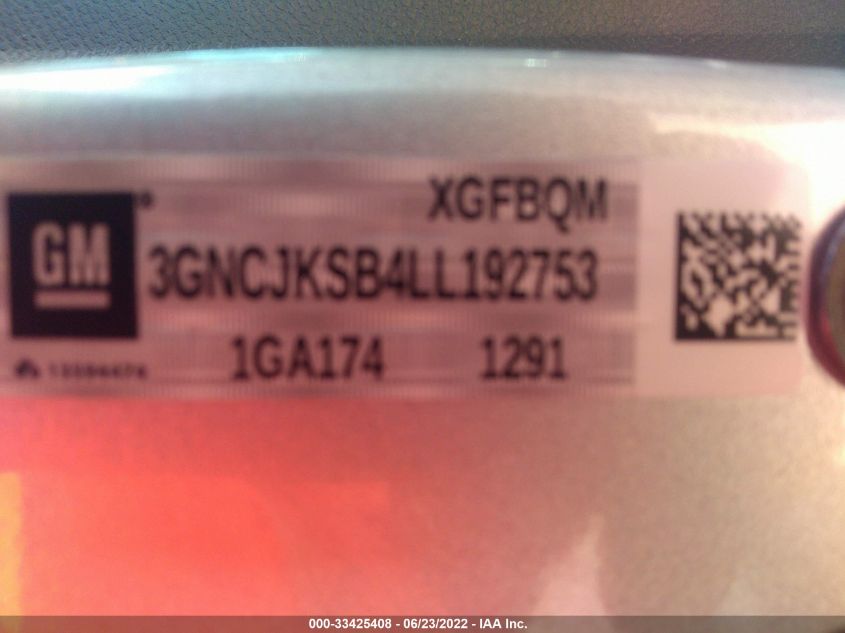 XGFBQM
GM
3GNCJKSB4LL192753
1GA174 1291
000-33425408 - 06/23/2022 - IAA Inc.